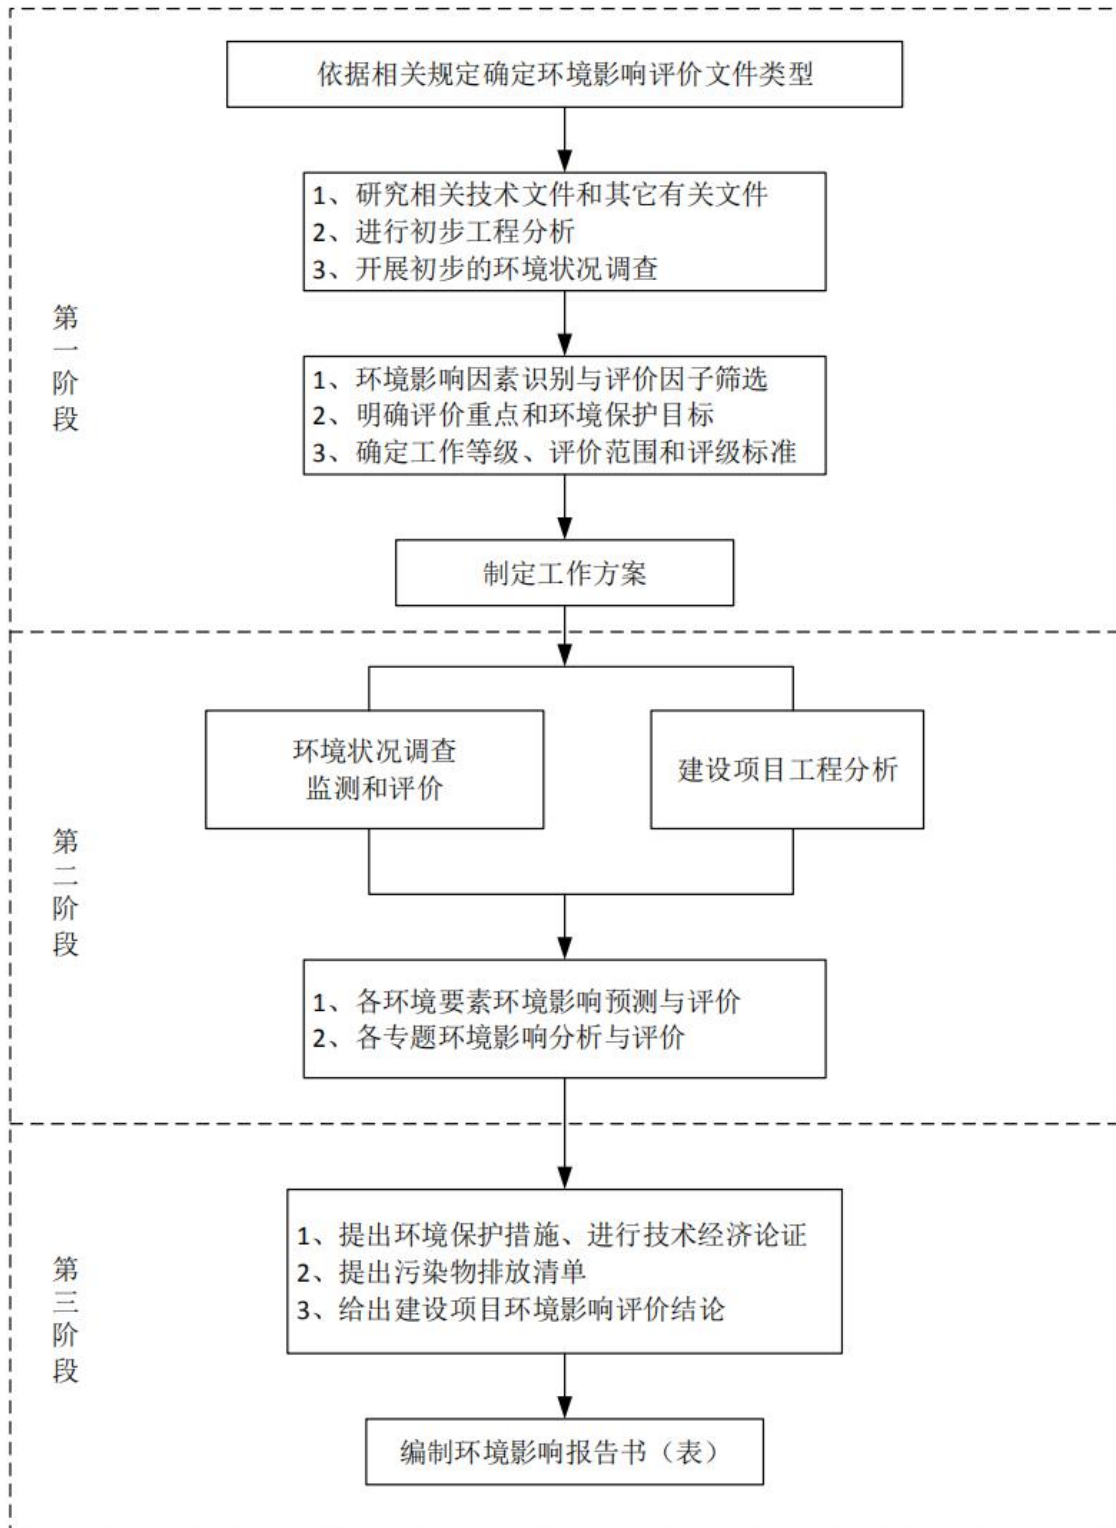 依据相关规定确定环境影响评价文件类型
1、研究相关技术文件和其它有关文件
2、进行初步工程分析
3、开展初步的环境状况调查
第一阶段
1、环境影响因素识别与评价因子筛选
2、明确评价重点和环境保护目标
3、确定工作等级、评价范围和评级标准
制定工作方案
环境状况调查
监测和评价
建设项目工程分析
第二阶段
1、各环境要素环境影响预测与评价
2、各专题环境影响分析与评价
1、提出环境保护措施、进行技术经济论证
2、提出污染物排放清单
3、给出建设项目环境影响评价结论
第三阶段
编制环境影响报告书（表）